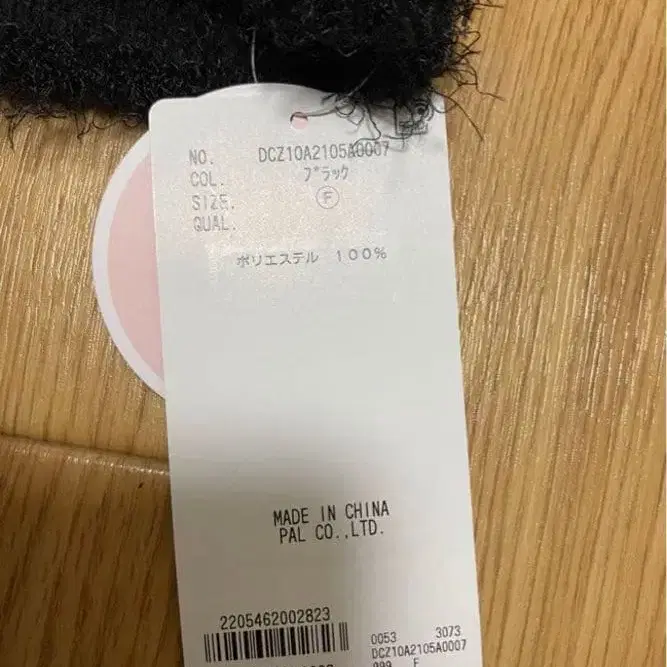 NO. DCZ10A2105A0007
COL. ブラック
SIZE. F
QUAL.
ポリエステル 100%
MADE IN CHINA
PAL CO.,LTD.
2205462002823
0053 3073
DCZ10A2105A0007
999 F